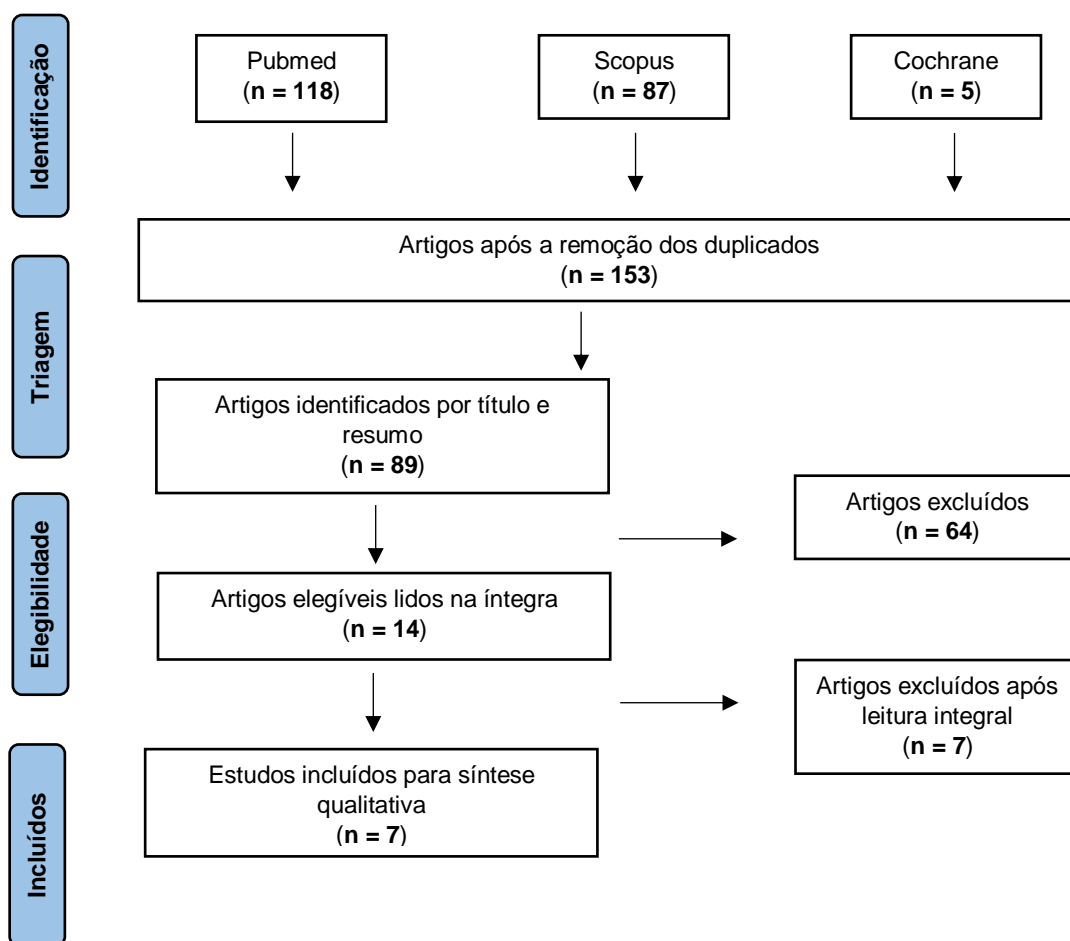 Identificação
Pubmed
(n = 118)
Scopus
(n = 87)
Cochrane
(n = 5)
Artigos após a remoção dos duplicados
(n = 153)
Triagem
Artigos identificados por título e
resumo
(n = 89)
Artigos excluídos
(n = 64)
Elegibilidade
Artigos elegíveis lidos na íntegra
(n = 14)
Artigos excluídos após
leitura integral
(n = 7)
Incluídos
Estudos incluídos para síntese
qualitativa
(n = 7)